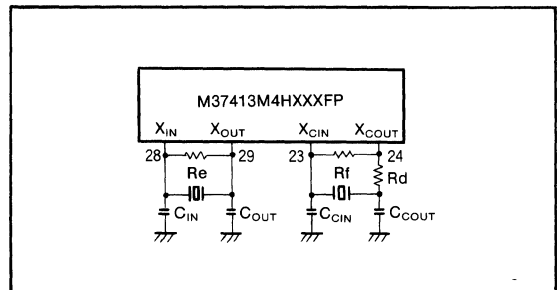 M37413M4HXXXFP
XIN XOUT XCIN XCOUT
28 29 23 24
Re Rf Rd
CIN COUT CCIN CCOUT